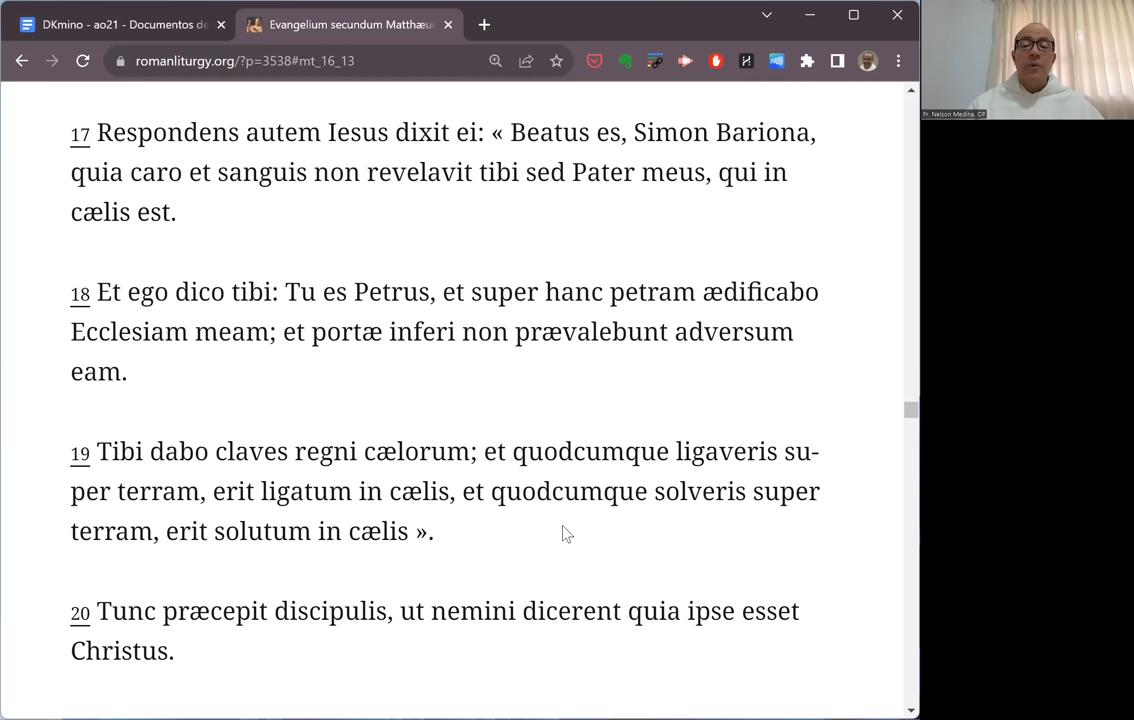 DKmino - ao21 - Documentos de
Evangelium secundum Matthæu
romanliturgy.org/?p=3538#mt_16_13
Fr. Nelson Medina, OP
17 Respondens autem Iesus dixit ei: « Beatus es, Simon Bariona,
quia caro et sanguis non revelavit tibi sed Pater meus, qui in
cælis est.
18 Et ego dico tibi: Tu es Petrus, et super hanc petram ædificabo
Ecclesiam meam; et portæ inferi non prævalebunt adversum
eam.
19 Tibi dabo claves regni cælorum; et quodcumque ligaveris su-
per terram, erit ligatum in cælis, et quodcumque solveris super
terram, erit solutum in cælis ».
20 Tunc præcepit discipulis, ut nemini dicerent quia ipse esset
Christus.